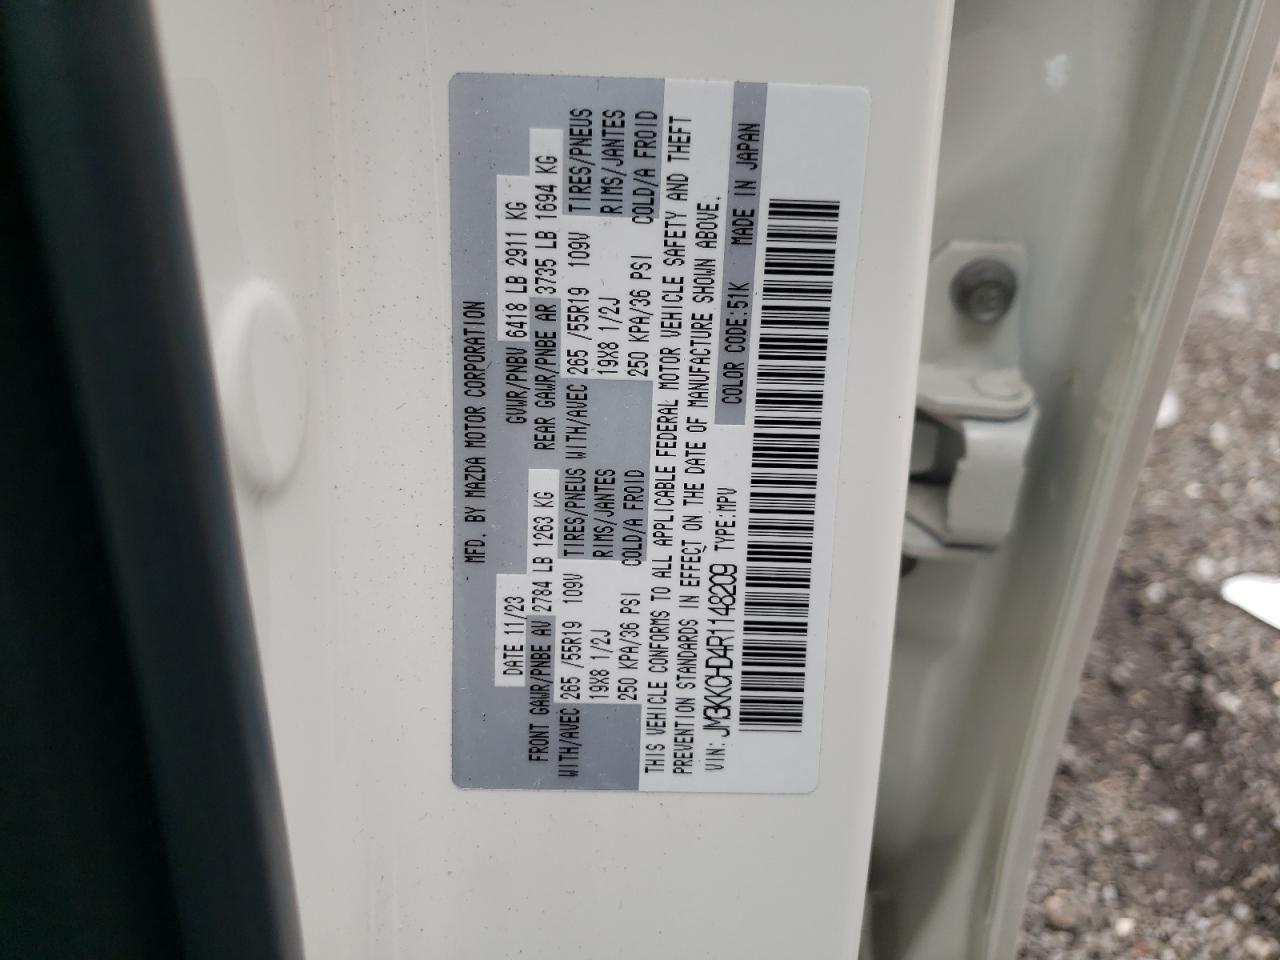 MFD. BY MAZDA MOTOR CORPORATION
DATE 11/23 GVWR/PNBV 6418 LB 2911 KG
FRONT GAWR/PNBE AV 2784 LB 1263 KG REAR GAWR/PNBE AR 3735 LB 1694 KG
WITH/AVEC 265 /55R19 109V TIRES/PNEUS WITH/AVEC 265 /55R19 109V TIRES/PNEUS
19X8 1/2J RIMS/JANTES 19X8 1/2J RIMS/JANTES
250 KPA/36 PSI COLD/A FROID 250 KPA/36 PSI COLD/A FROID
THIS VEHICLE CONFORMS TO ALL APPLICABLE FEDERAL MOTOR VEHICLE SAFETY AND THEFT
PREVENTION STANDARDS IN EFFECT ON THE DATE OF MANUFACTURE SHOWN ABOVE.
VIN: JM3KKCHD4R1148209 TYPE:MPV COLOR CODE:51K MADE IN JAPAN